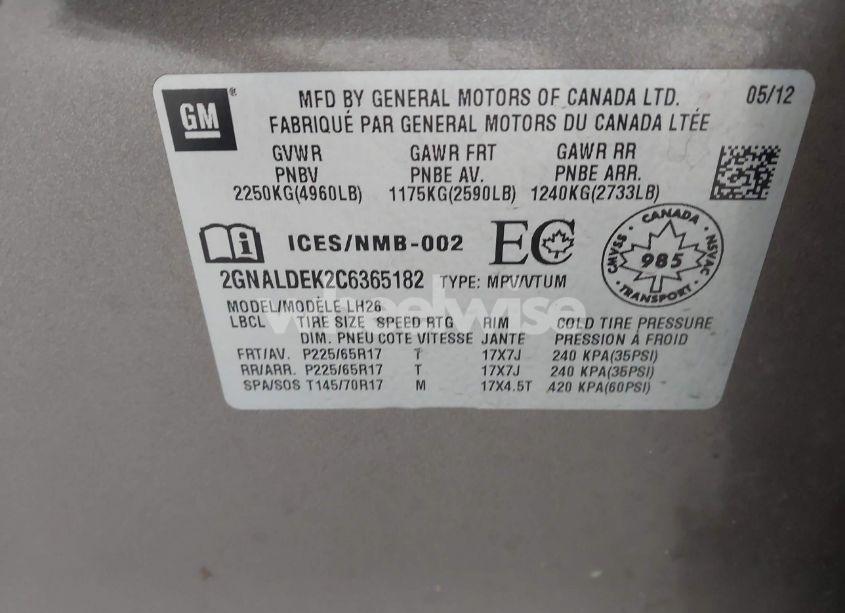 GM
MFD BY GENERAL MOTORS OF CANADA LTD. 05/12
FABRIQUÉ PAR GENERAL MOTORS DU CANADA LTÉE
GVWR GAWR FRT GAWR RR
PNBV PNBE AV. PNBE ARR.
2250KG(4960LB) 1175KG(2590LB) 1240KG(2733LB)
ICES/NMB-002 EC
CANADA
CMVSS 985 NSVAC
TRANSPORT
2GNALDEK2C6365182 TYPE: MPV/VTUM
MODEL/MODÈLE LH26
wheelwise
LBCL TIRE SIZE SPEED RTG RIM COLD TIRE PRESSURE
DIM. PNEU COTE VITESSE JANTE PRESSION À FROID
FRT/AV. P225/65R17 T 17X7J 240 KPA(35PSI)
RR/ARR. P225/65R17 T 17X7J 240 KPA(35PSI)
SPA/SOS T145/70R17 M 17X4.5T 420 KPA(60PSI)